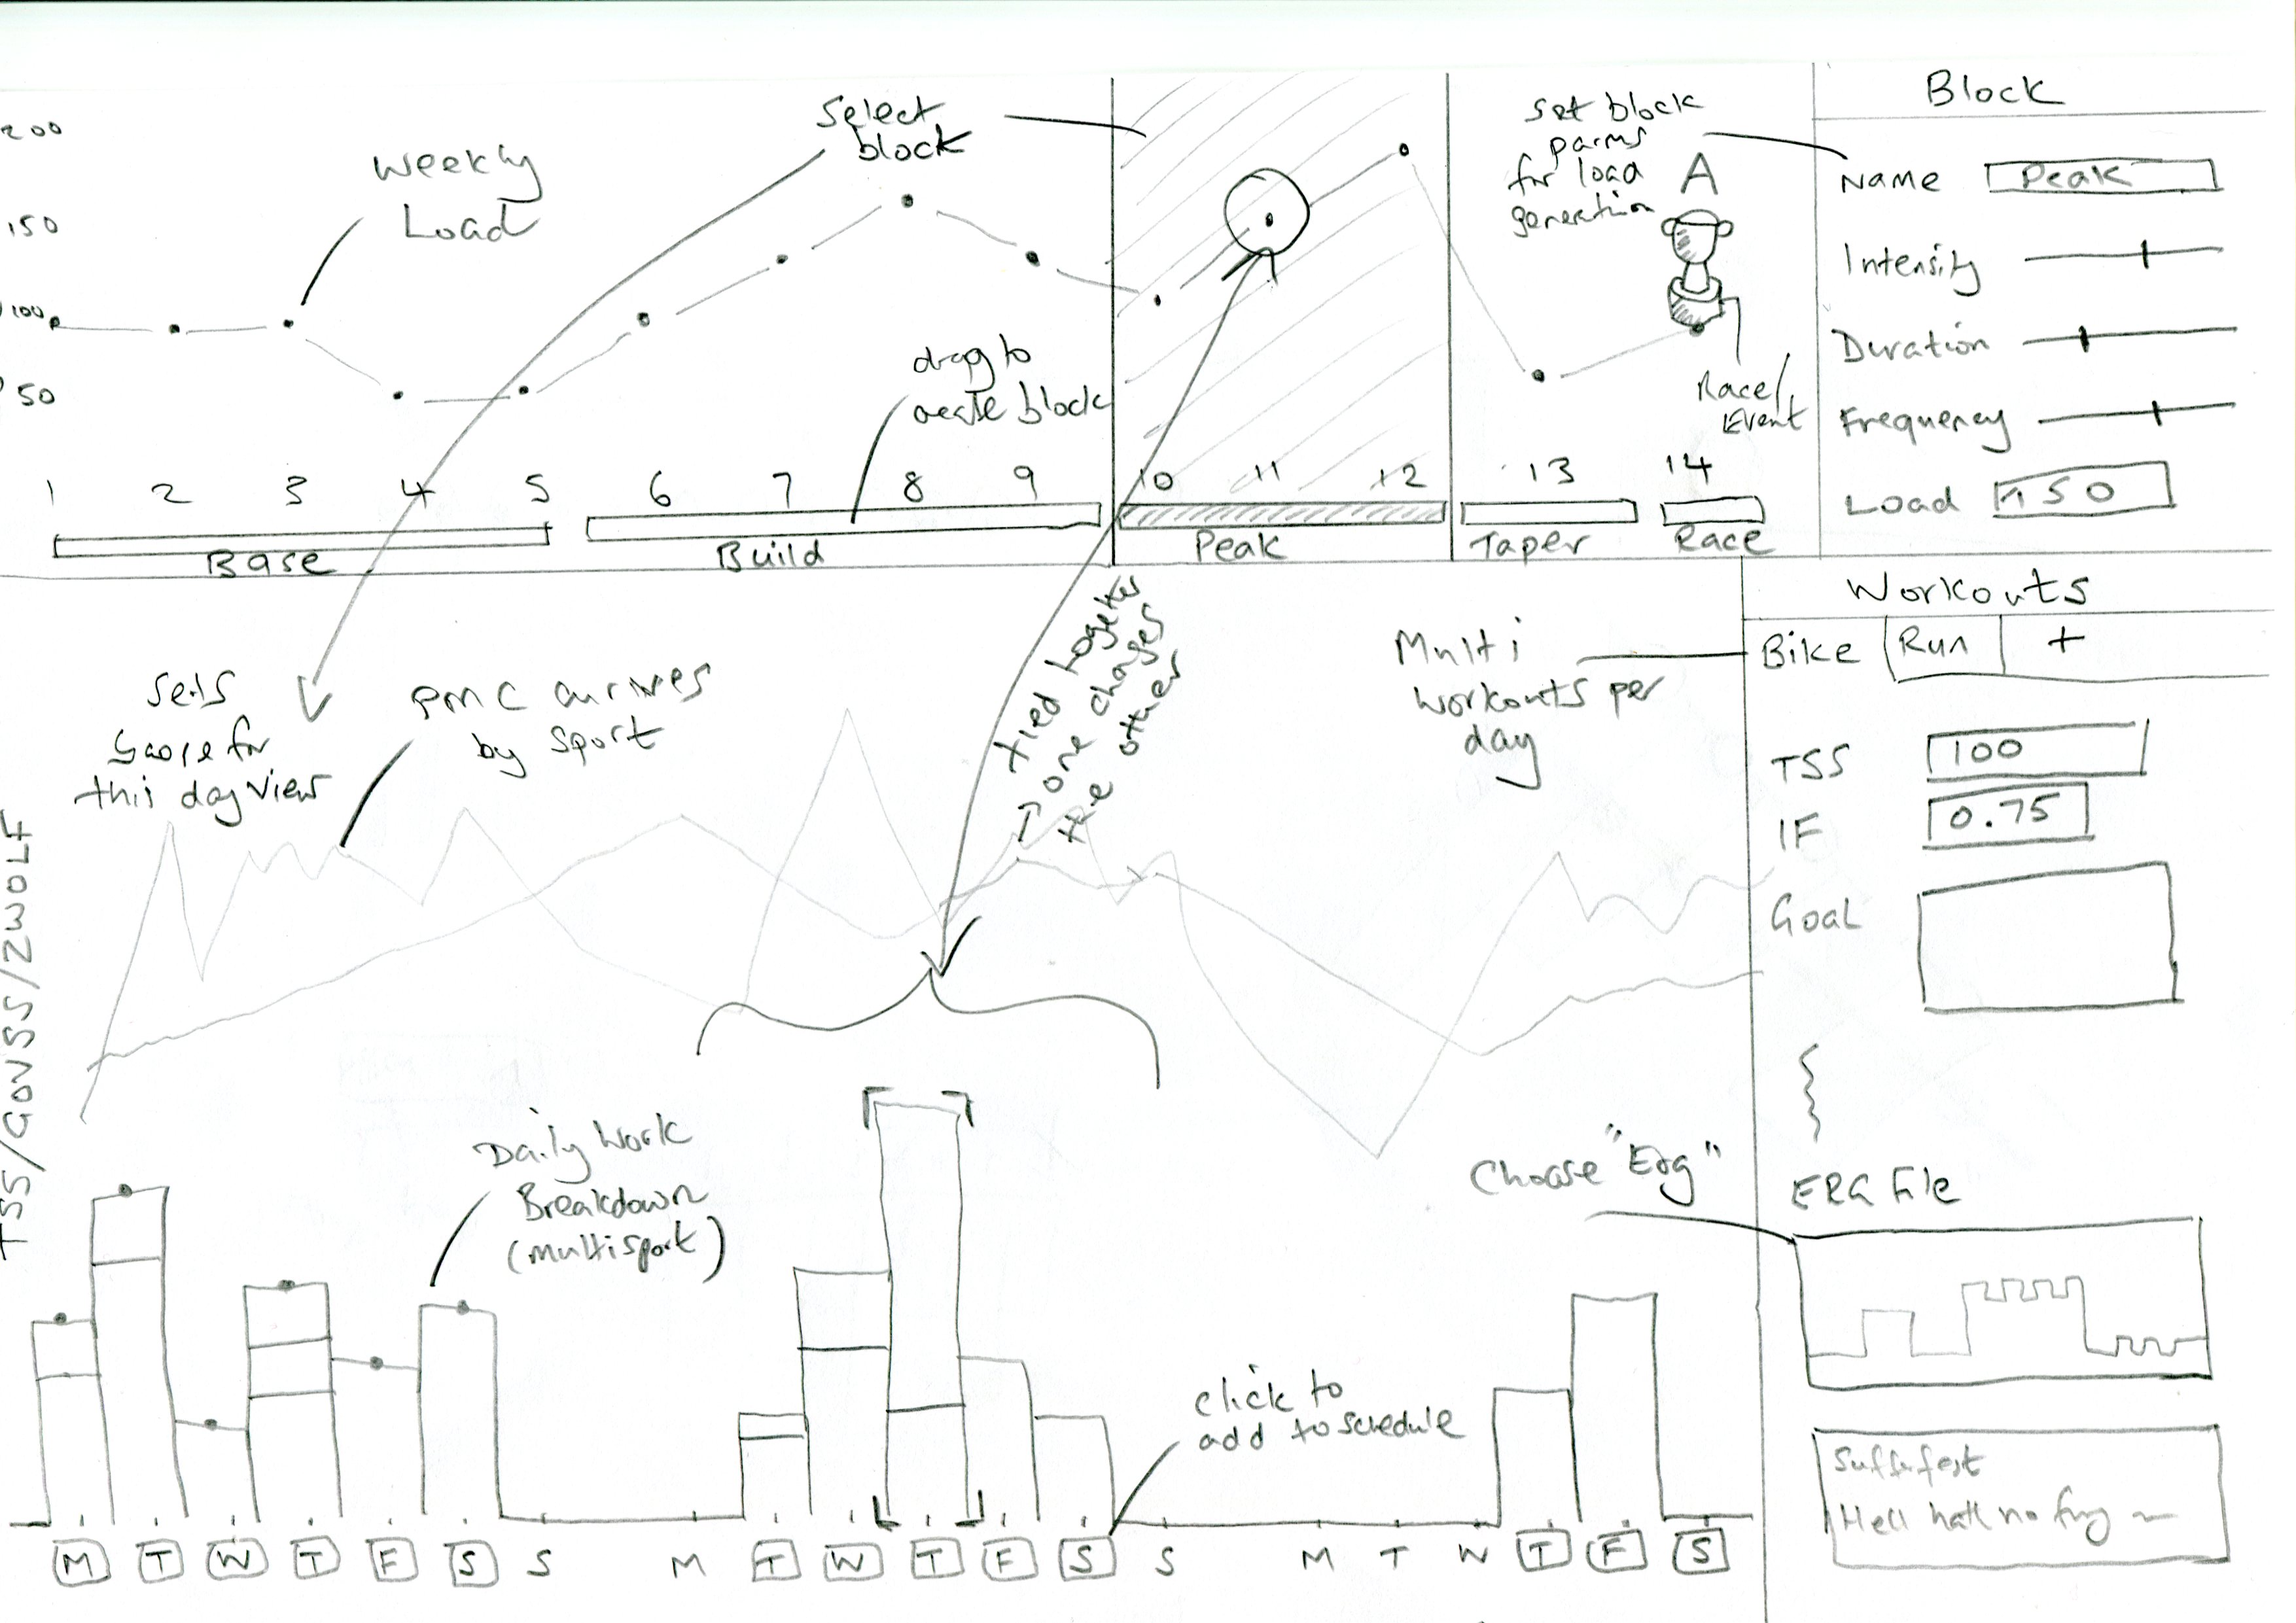 200
150
100
50
Weekly
Load
Select
block
drag to
create block
Set block
parms
for load
generation
A
Race/
Event
1 2 3 4 5 6 7 8 9 10 11 12 13 14
Base
Build
Peak
Taper
Race
Block
Name Peak
Intensity
Duration
Frequency
Load 150
Sets
Scope for
this day view
PMC curves
by sport
tied together
→ one changes
the other
Multi
workouts per
day
Workouts
Bike Run +
TSS 100
IF 0.75
Goal
TSS/GOVSS/ZWOLF
Daily Work
Breakdown
(multisport)
click to
add to schedule
Choose "Erg"
ERG File
Sufferfest
Hell hath no fury
M T W T F S S M T W T F S S M T W T F S